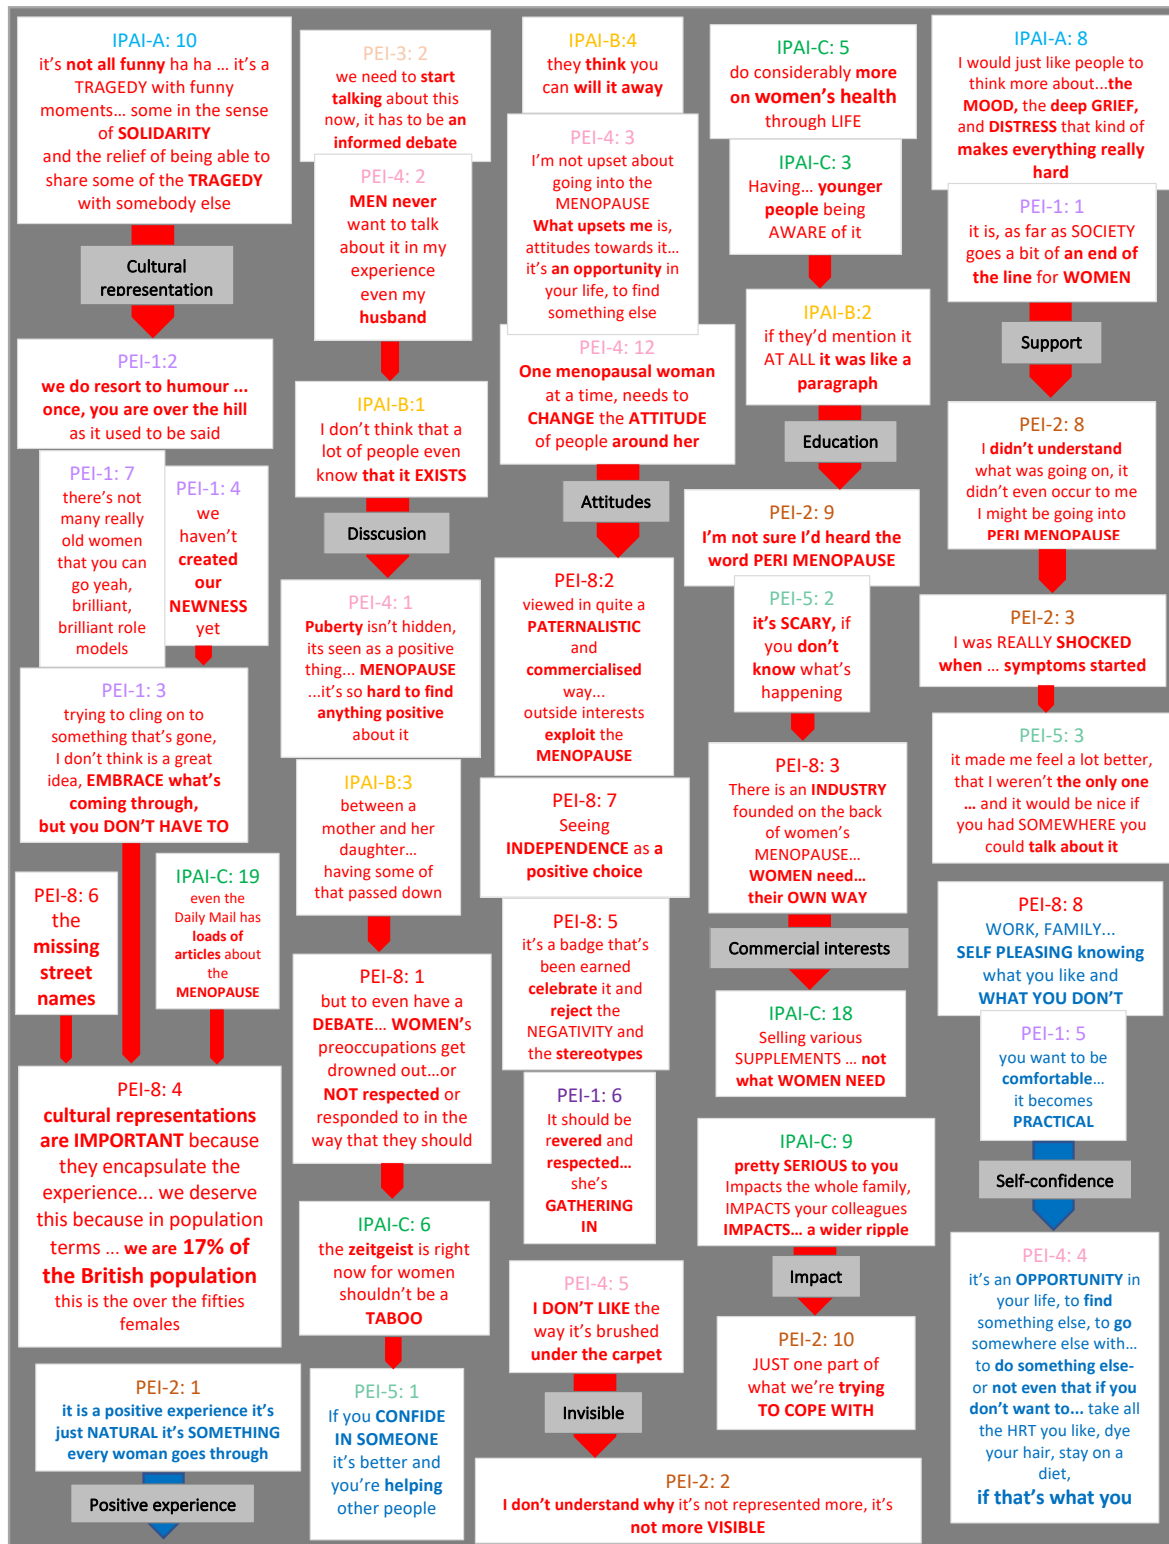 IPAI-A: 10
it's not all funny ha ha ... it's a
TRAGEDY with funny
moments... some in the sense
of SOLIDARITY
and the relief of being able to
share some of the TRAGEDY
with somebody else
Cultural
representation
PEI-1:2
we do resort to humour ...
once, you are over the hill
as it used to be said
PEI-1: 7
there's not
many really
old women
that you can
go yeah,
brilliant,
brilliant role
models
PEI-1: 4
we
haven't
created
our
NEWNESS
yet
PEI-1: 3
trying to cling on to
something that's gone,
I don't think is a great
idea, EMBRACE what's
coming through,
but you DON'T HAVE TO
PEI-8: 6
the
missing
street
names
IPAI-C: 19
even the
Daily Mail has
loads of
articles about
the
MENOPAUSE
PEI-8: 4
cultural representations
are IMPORTANT because
they encapsulate the
experience... we deserve
this because in population
terms ... we are 17% of
the British population
this is the over the fifties
females
PEI-2: 1
it is a positive experience it's
just NATURAL it's SOMETHING
every woman goes through
Positive experience
PEI-3: 2
we need to start
talking about this
now, it has to be an
informed debate
PEI-4: 2
MEN never
want to talk
about it in my
experience
even my
husband
IPAI-B:1
I don't think that a
lot of people even
know that it EXISTS
Disscusion
PEI-4: 1
Puberty isn't hidden,
its seen as a positive
thing... MENOPAUSE
...it's so hard to find
anything positive
about it
IPAI-B:3
between a
mother and her
daughter...
having some of
that passed down
PEI-8: 1
but to even have a
DEBATE... WOMEN's
preoccupations get
drowned out...or
NOT respected or
responded to in the
way that they should
IPAI-C: 6
the zeitgeist is right
now for women
shouldn't be a
TABOO
PEI-5: 1
If you CONFIDE
IN SOMEONE
it's better and
you're helping
other people
IPAI-B:4
they think you
can will it away
PEI-4: 3
I'm not upset about
going into the
MENOPAUSE
What upsets me is,
attitudes towards it...
it's an opportunity in
your life, to find
something else
PEI-4: 12
One menopausal woman
at a time, needs to
CHANGE the ATTITUDE
of people around her
Attitudes
PEI-8:2
viewed in quite a
PATERNALISTIC
and
commercialised
way...
outside interests
exploit the
MENOPAUSE
PEI-8: 7
Seeing
INDEPENDENCE as a
positive choice
PEI-8: 5
it's a badge that's
been earned
celebrate it and
reject the
NEGATIVITY and
the stereotypes
PEI-1: 6
It should be
revered and
respected...
she's
GATHERING
IN
PEI-4: 5
I DON'T LIKE the
way it's brushed
under the carpet
Invisible
PEI-2: 2
I don't understand why it's not represented more, it's
not more VISIBLE
IPAI-C: 5
do considerably more
on women's health
through LIFE
IPAI-C: 3
Having... younger
people being
AWARE of it
IPAI-B:2
if they'd mention it
AT ALL it was like a
paragraph
Education
PEI-2: 9
I'm not sure I'd heard the
word PERI MENOPAUSE
PEI-5: 2
it's SCARY, if
you don't
know what's
happening
PEI-8: 3
There is an INDUSTRY
founded on the back
of women's
MENOPAUSE...
WOMEN need...
their OWN WAY
Commercial interests
IPAI-C: 18
Selling various
SUPPLEMENTS ... not
what WOMEN NEED
IPAI-C: 9
pretty SERIOUS to you
Impacts the whole family,
IMPACTS your colleagues
IMPACTS... a wider ripple
Impact
PEI-2: 10
JUST one part of
what we're trying
TO COPE WITH
IPAI-A: 8
I would just like people to
think more about...the
MOOD, the deep GRIEF,
and DISTRESS that kind of
makes everything really
hard
PEI-1: 1
it is, as far as SOCIETY
goes a bit of an end of
the line for WOMEN
Support
PEI-2: 8
I didn't understand
what was going on, it
didn't even occur to me
I might be going into
PERI MENOPAUSE
PEI-2: 3
I was REALLY SHOCKED
when ... symptoms started
PEI-5: 3
it made me feel a lot better,
that I weren't the only one
... and it would be nice if
you had SOMEWHERE you
could talk about it
PEI-8: 8
WORK, FAMILY...
SELF PLEASING knowing
what you like and
WHAT YOU DON'T
PEI-1: 5
you want to be
comfortable...
it becomes
PRACTICAL
Self-confidence
PEI-4: 4
it's an OPPORTUNITY in
your life, to find
something else, to go
somewhere else with...
to do something else-
or not even that if you
don't want to... take all
the HRT you like, dye
your hair, stay on a
diet,
if that's what you